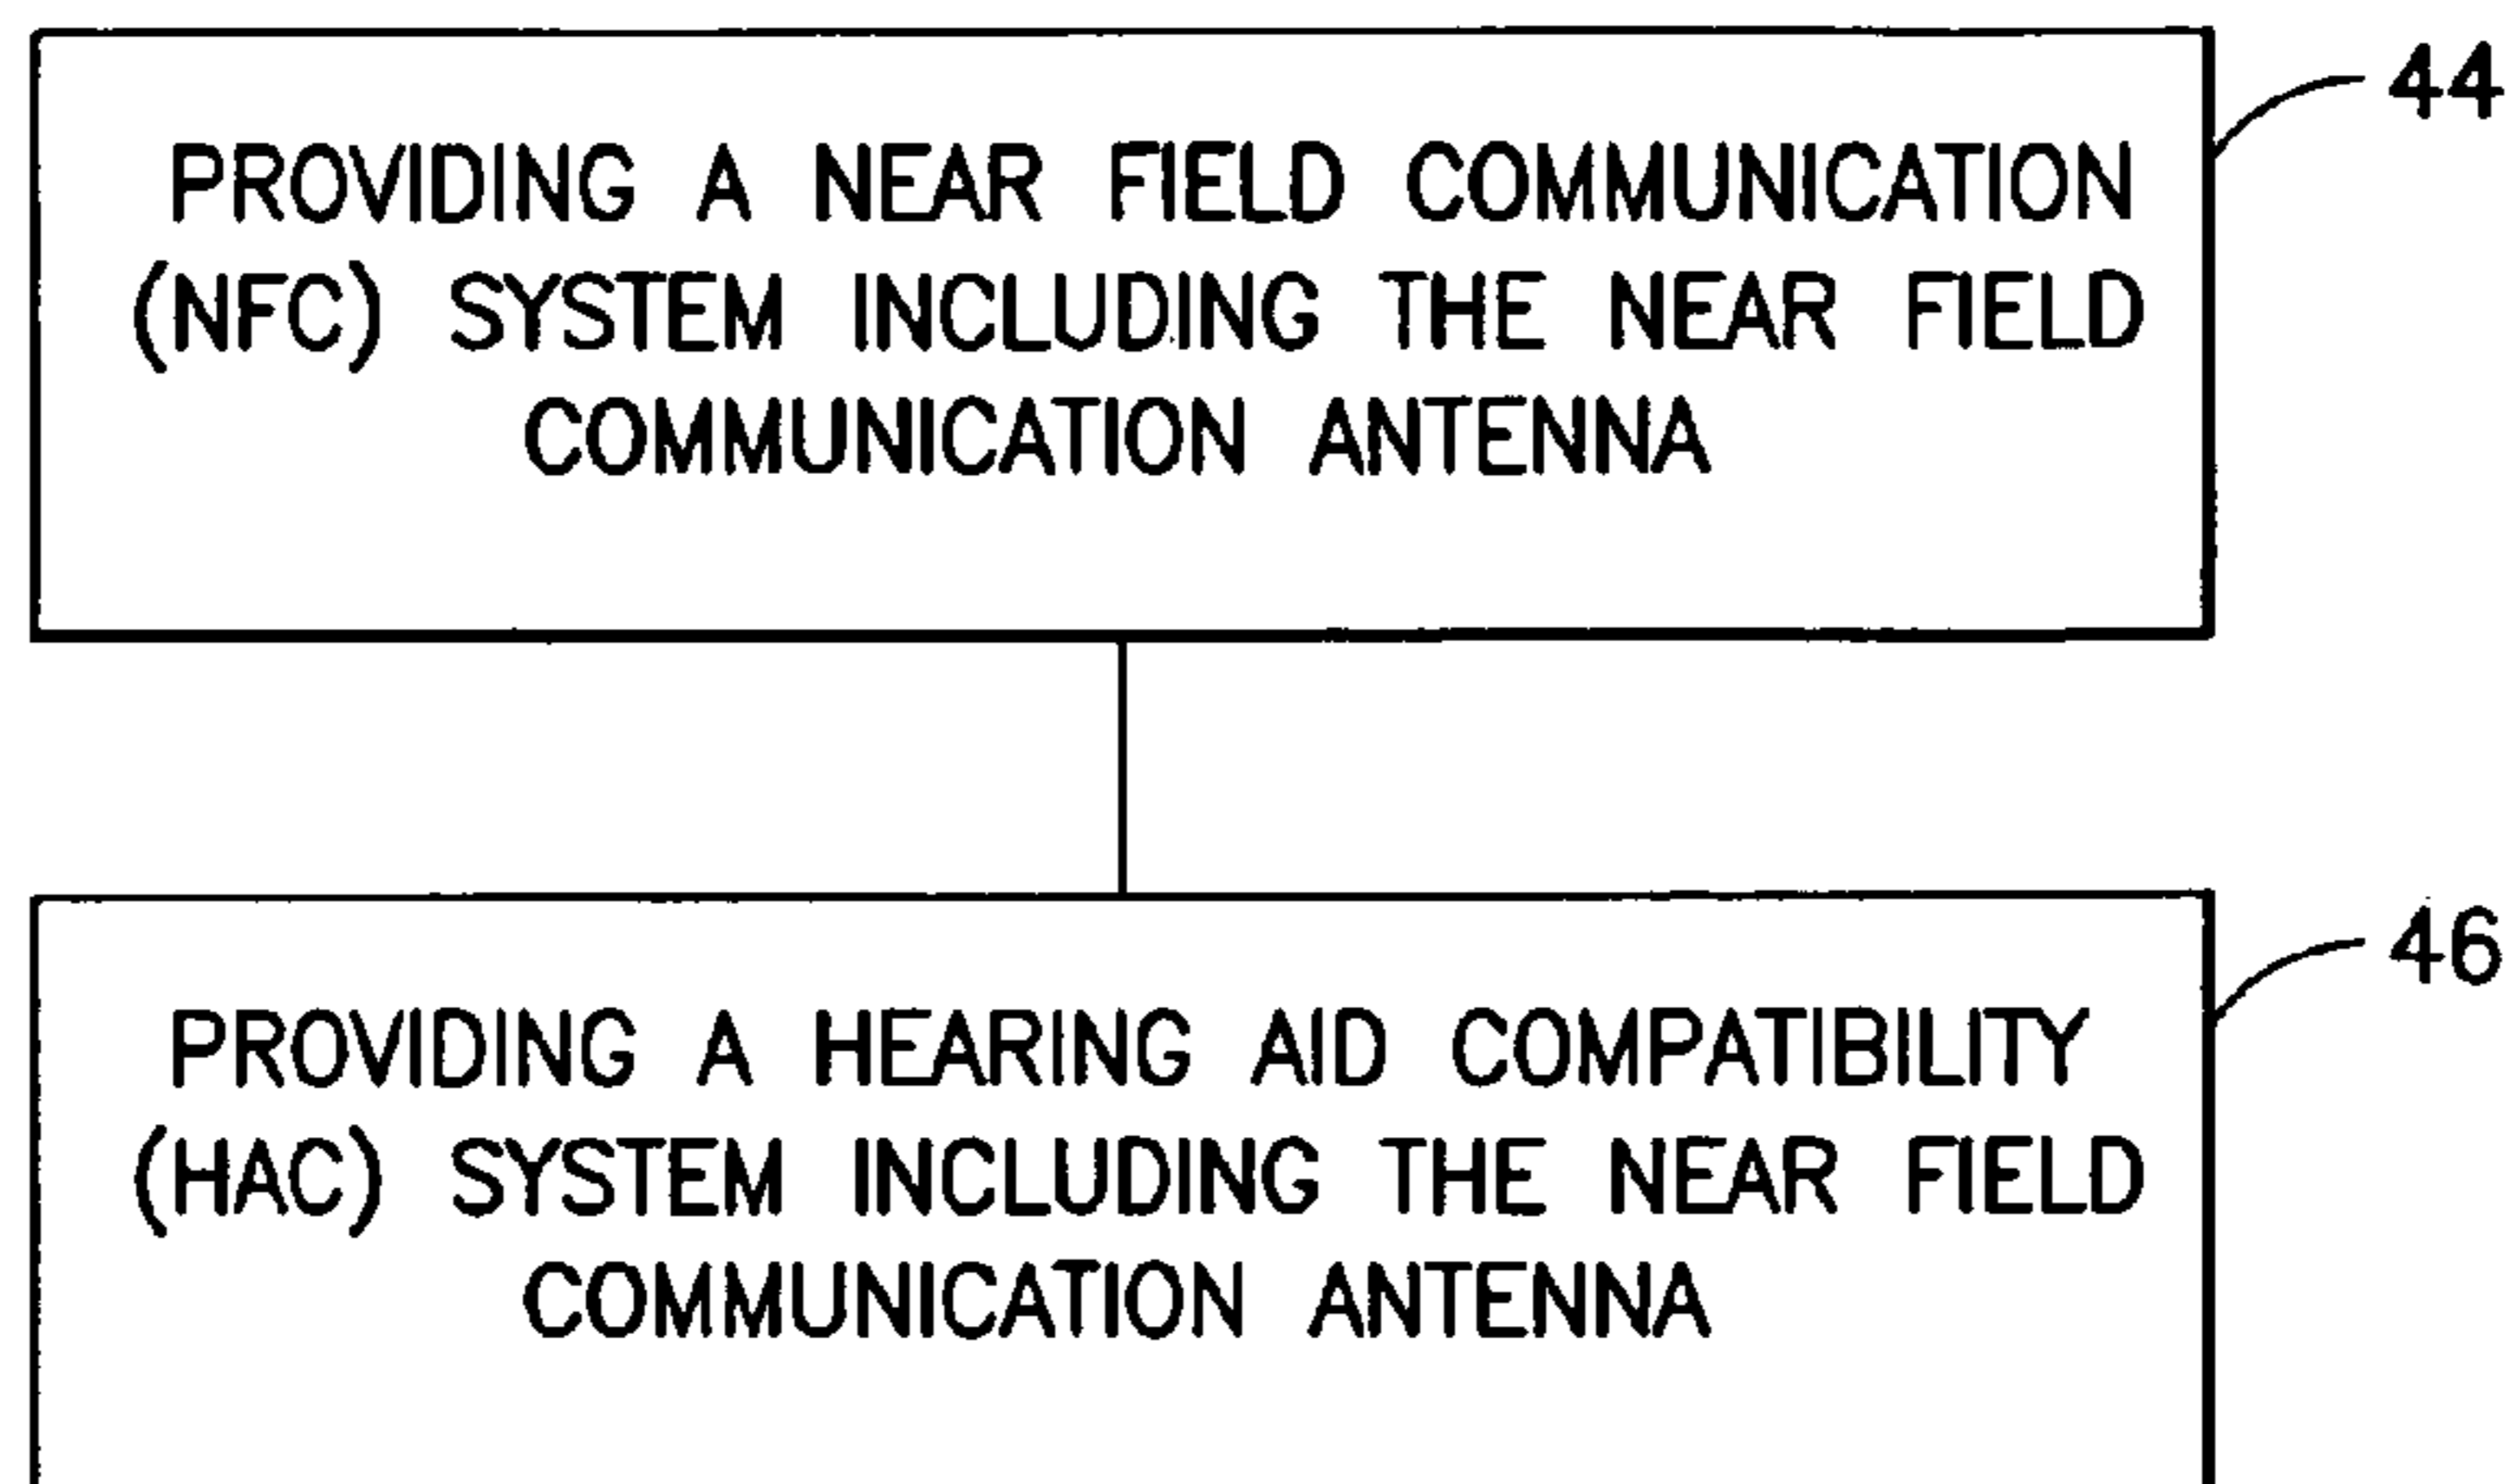 44
PROVIDING A NEAR FIELD COMMUNICATION
(NFC) SYSTEM INCLUDING THE NEAR FIELD
COMMUNICATION ANTENNA
46
PROVIDING A HEARING AID COMPATIBILITY
(HAC) SYSTEM INCLUDING THE NEAR FIELD
COMMUNICATION ANTENNA